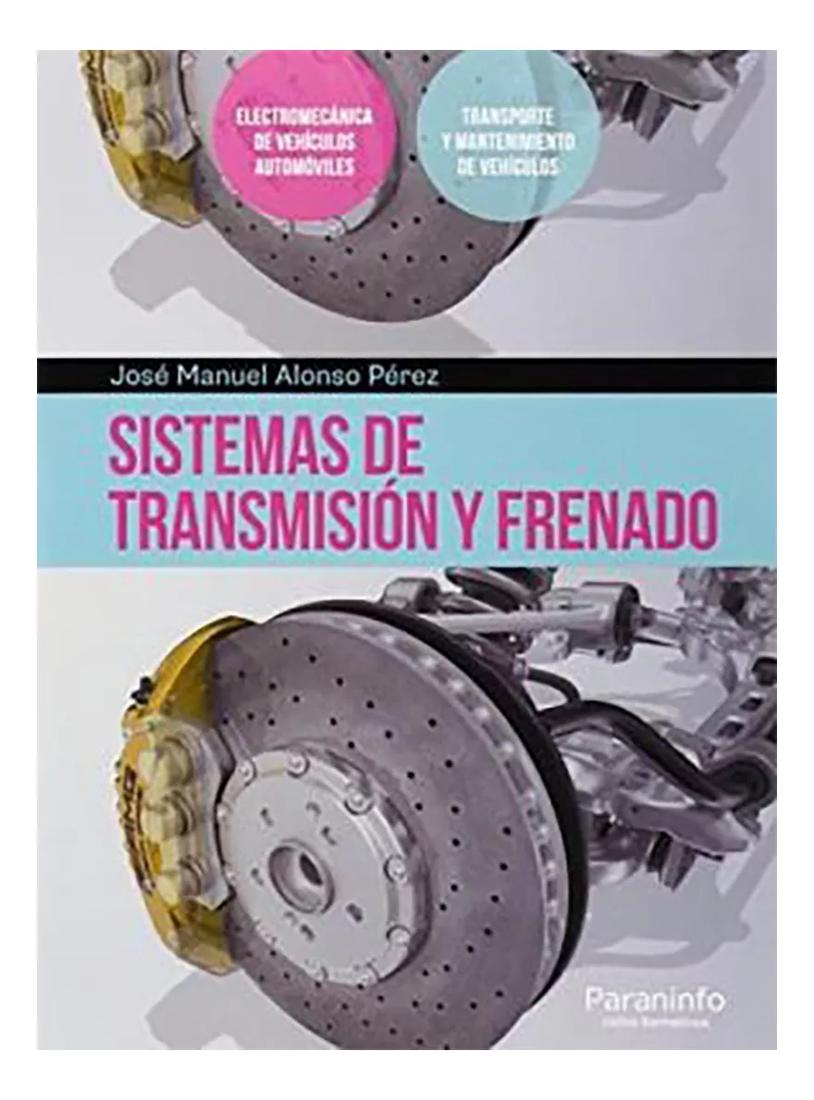 ELECTROMECÁNICA
DE VEHÍCULOS
AUTOMÓVILES
TRANSPORTE
Y MANTENIMIENTO
DE VEHÍCULOS
José Manuel Alonso Pérez
SISTEMAS DE
TRANSMISIÓN Y FRENADO
Paraninfo